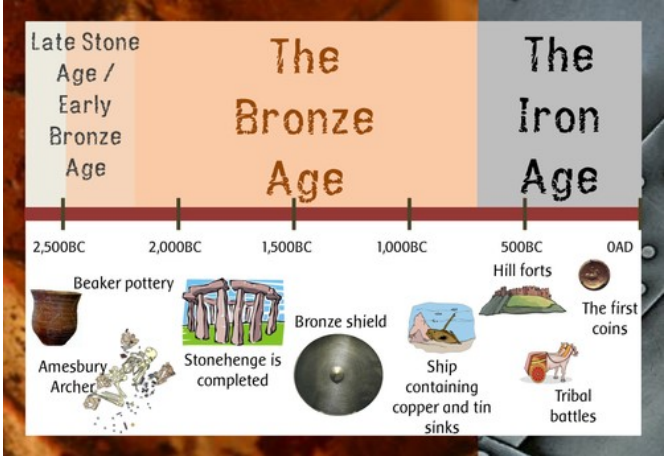 Late Stone
Age /
Early
Bronze
Age
The
Bronze
Age
The
Iron
Age
2,500BC
2,000BC
1,500BC
1,000BC
500BC
0AD
Beaker pottery
Amesbury
Archer
Stonehenge is
completed
Bronze shield
Ship
containing
copper and tin
sinks
Hill forts
Tribal
battles
The first
coins